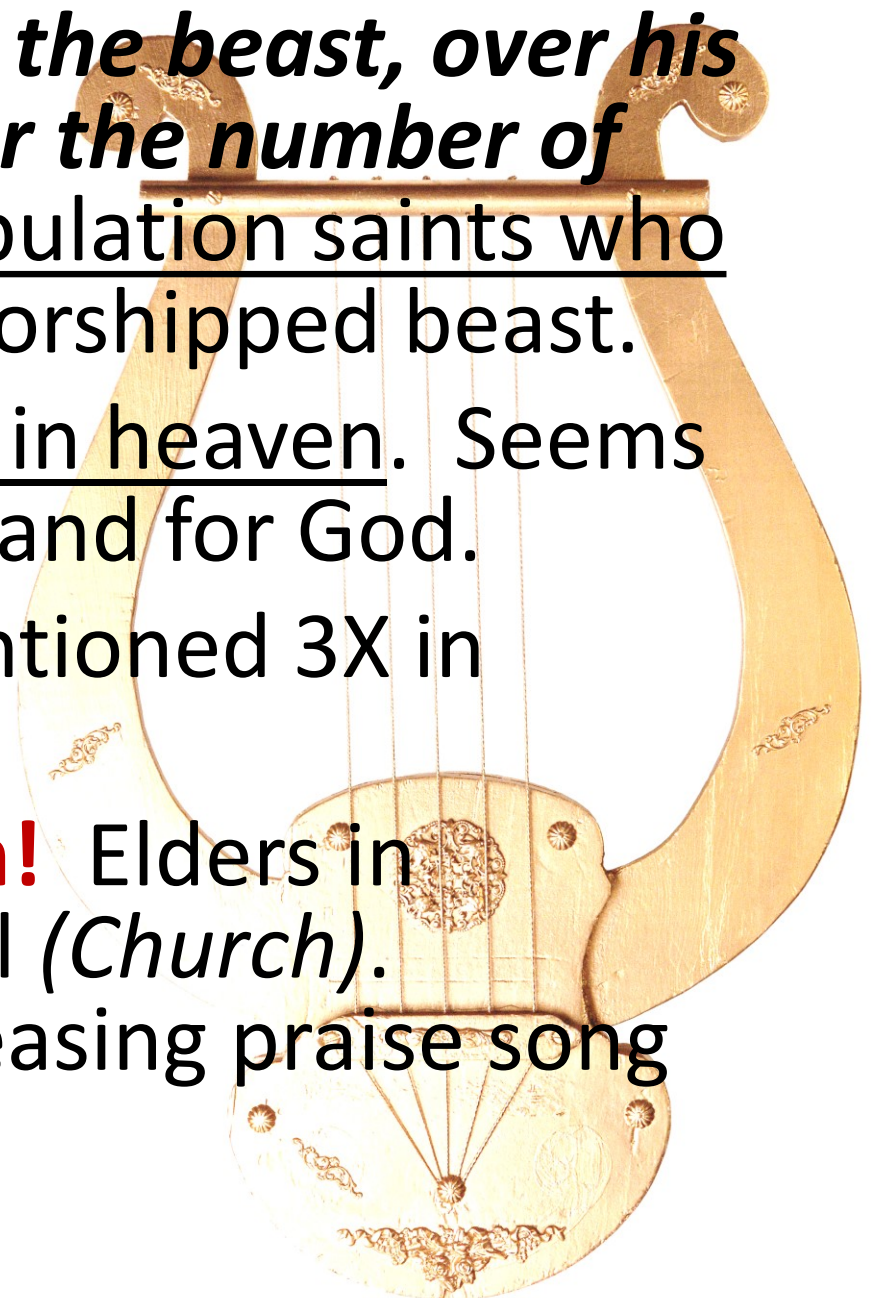 the beast, over his
r the number of
pulation saints who
orshipped beast.
in heaven. Seems
and for God.
ntioned 3X in
n! Elders in
l (Church).
easing praise song